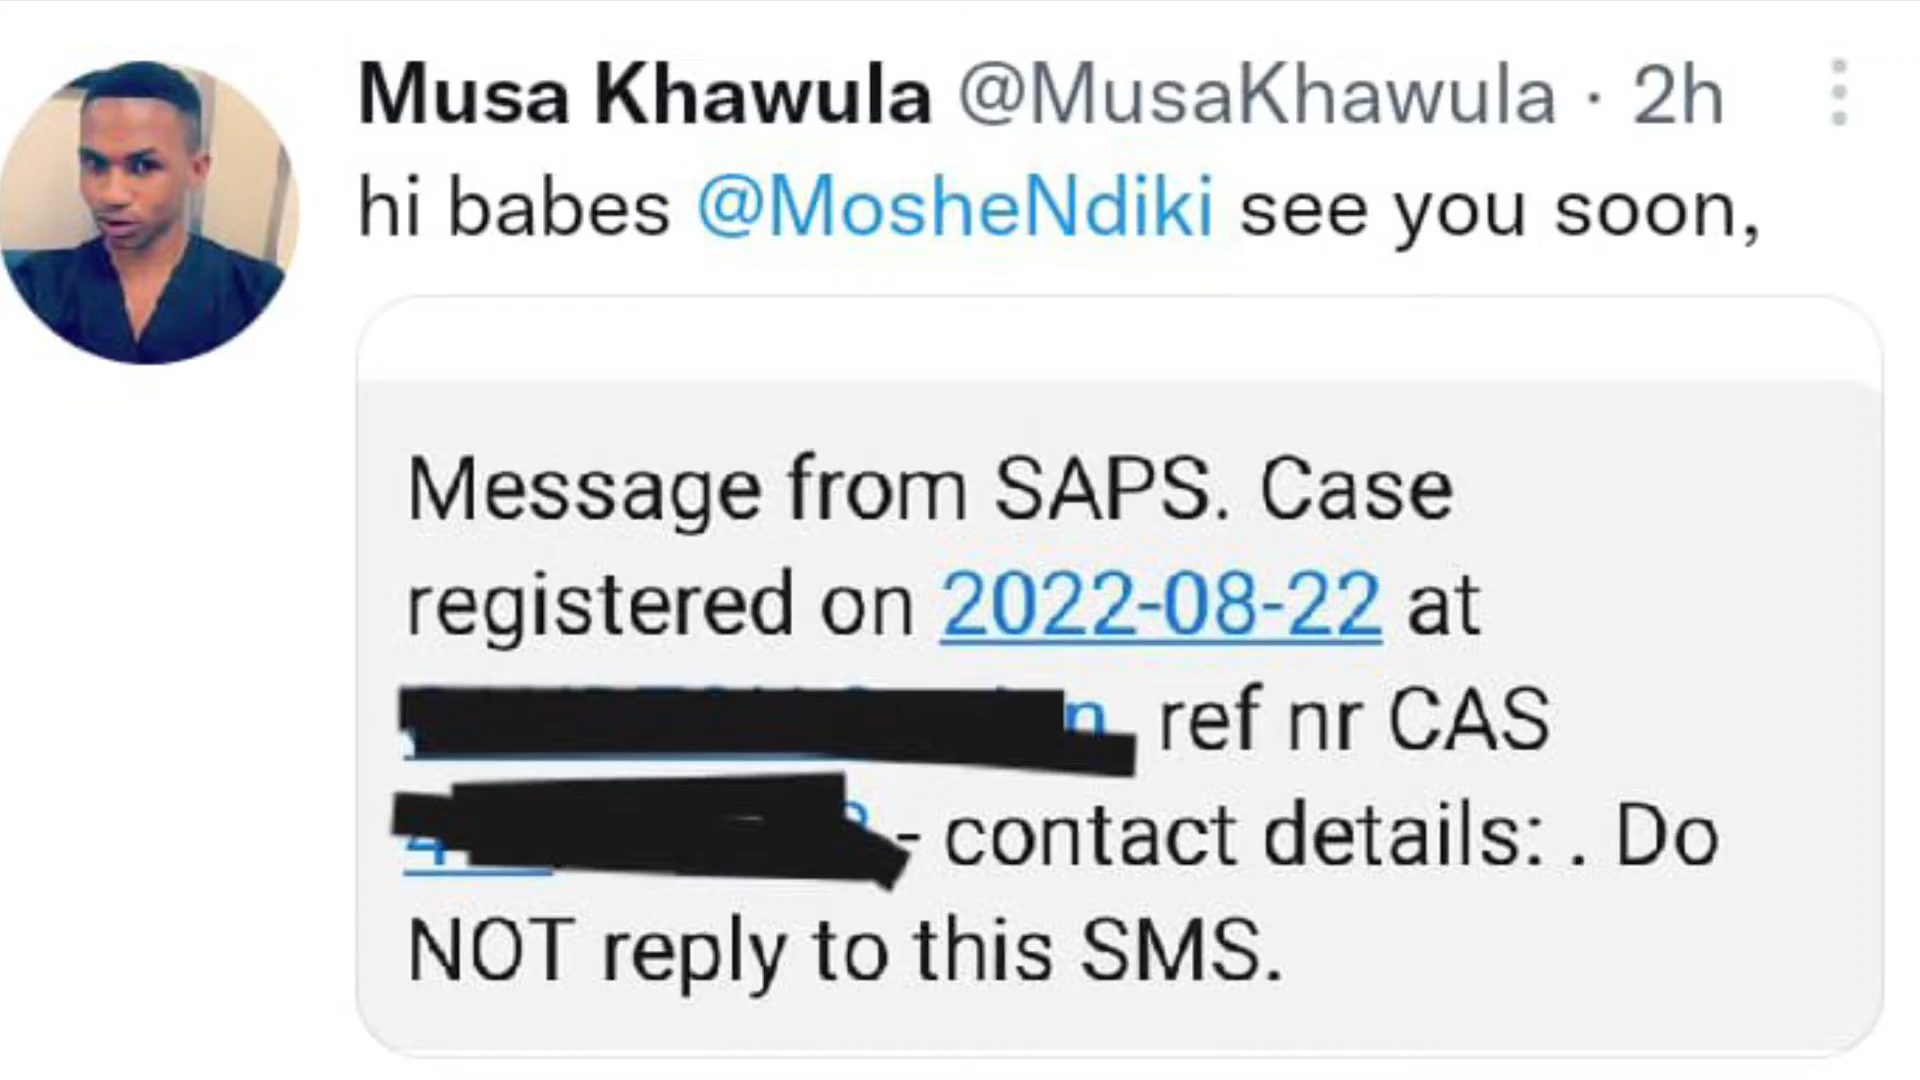 Musa Khawula @MusaKhawula · 2h
hi babes @MosheNdiki see you soon,
Message from SAPS. Case
registered on 2022-08-22 at
ref nr CAS
- contact details: . Do
NOT reply to this SMS.